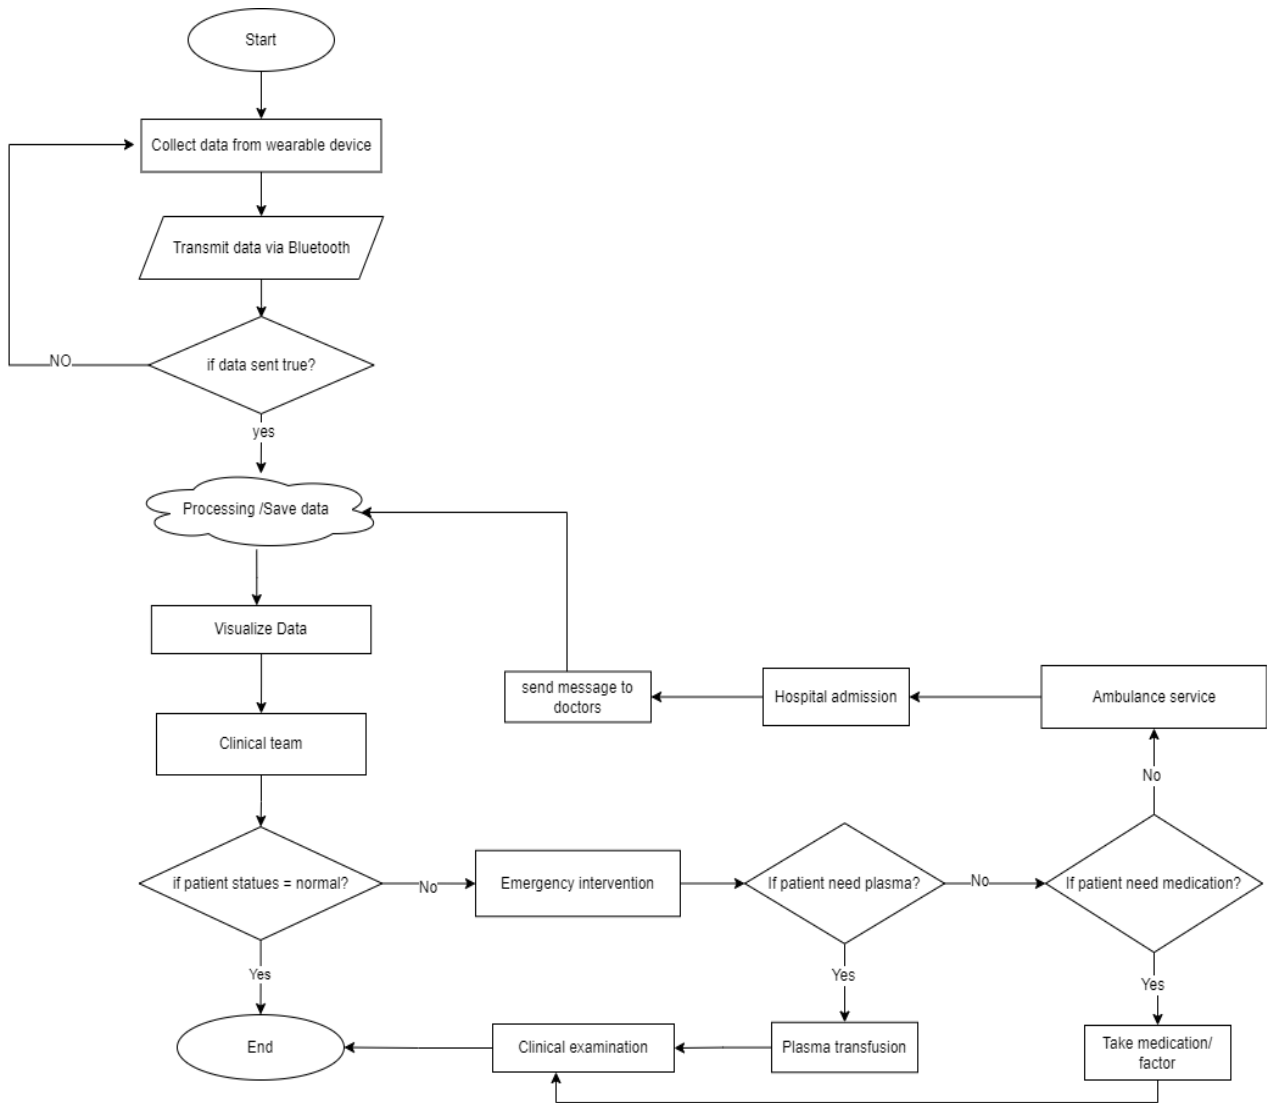 Start
Collect data from wearable device
Transmit data via Bluetooth
if data sent true?
NO
yes
Processing /Save data
Visualize Data
send message to
doctors
Hospital admission
Ambulance service
Clinical team
No
if patient statues = normal?
No
Emergency intervention
If patient need plasma?
No
If patient need medication?
Yes
Yes
Yes
End
Clinical examination
Plasma transfusion
Take medication/
factor